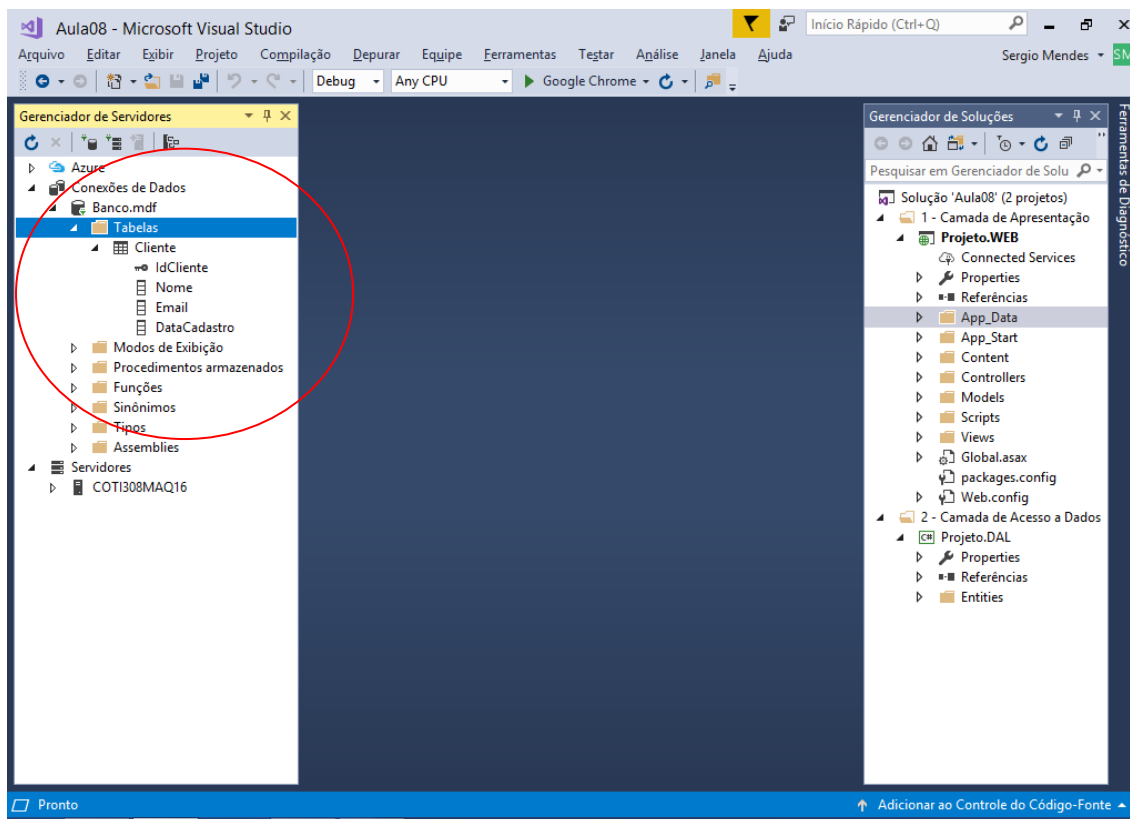 Aula08 - Microsoft Visual Studio
Início Rápido (Ctrl+Q)
Arquivo Editar Exibir Projeto Compilação Depurar Equipe Ferramentas Testar Análise Janela Ajuda
Sergio Mendes
SM
Debug Any CPU Google Chrome
Gerenciador de Servidores
Azure
Conexões de Dados
Banco.mdf
Tabelas
Cliente
IdCliente
Nome
Email
DataCadastro
Modos de Exibição
Procedimentos armazenados
Funções
Sinônimos
Tipos
Assemblies
Servidores
COTI308MAQ16
Gerenciador de Soluções
Pesquisar em Gerenciador de Solu
Solução 'Aula08' (2 projetos)
1 - Camada de Apresentação
Projeto.WEB
Connected Services
Properties
Referências
App_Data
App_Start
Content
Controllers
Models
Scripts
Views
Global.asax
packages.config
Web.config
2 - Camada de Acesso a Dados
C# Projeto.DAL
Properties
Referências
Entities
Ferramentas de Diagnóstico
Pronto
Adicionar ao Controle do Código-Fonte